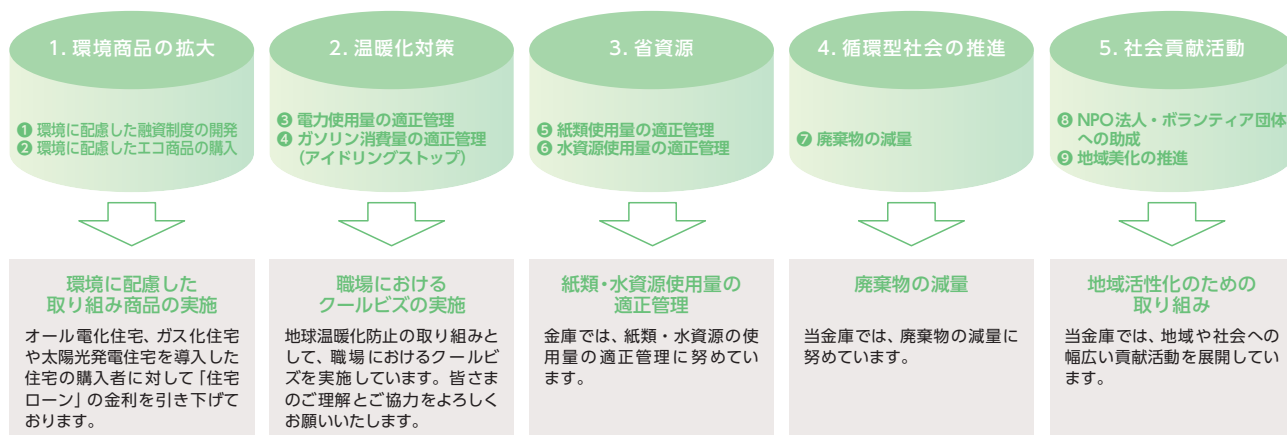 1. 環境商品の拡大
❶ 環境に配慮した融資制度の開発
❷ 環境に配慮したエコ商品の購入
環境に配慮した
取り組み商品の実施
オール電化住宅、ガス化住宅
や太陽光発電住宅を導入した
住宅の購入者に対して「住宅
ローン」の金利を引き下げて
おります。
2. 温暖化対策
❸ 電力使用量の適正管理
❹ ガソリン消費量の適正管理
(アイドリングストップ)
職場における
クールビズの実施
地球温暖化防止の取り組みと
して、職場におけるクールビ
ズを実施しています。皆さま
のご理解とご協力をよろしく
お願いいたします。
3. 省資源
❺ 紙類使用量の適正管理
❻ 水資源使用量の適正管理
紙類・水資源使用量の
適正管理
金庫では、紙類・水資源の使
用量の適正管理に努めてい
ます。
4. 循環型社会の推進
❼ 廃棄物の減量
廃棄物の減量
当金庫では、廃棄物の減量に
努めています。
5. 社会貢献活動
❽ NPO法人・ボランティア団体
への助成
❾ 地域美化の推進
地域活性化のための
取り組み
当金庫では、地域や社会への
幅広い貢献活動を展開してい
ます。